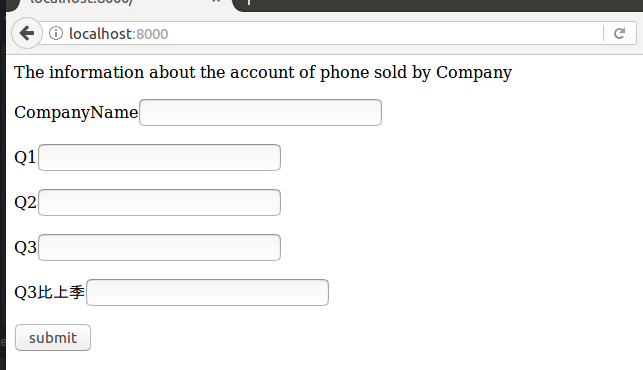 localhost:8000/
localhost:8000
The information about the account of phone sold by Company
CompanyName
Q1
Q2
Q3
Q3比上季
submit